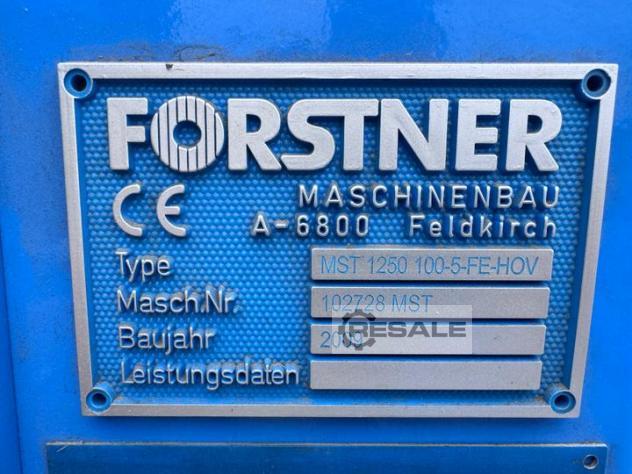 FORSTNER
CE MASCHINENBAU
A-6800 Feldkirch
Type MST 1250 100-5-FE-HOV
Masch.Nr. 102728 MST
Baujahr 2009
Leistungsdaten
RESALE